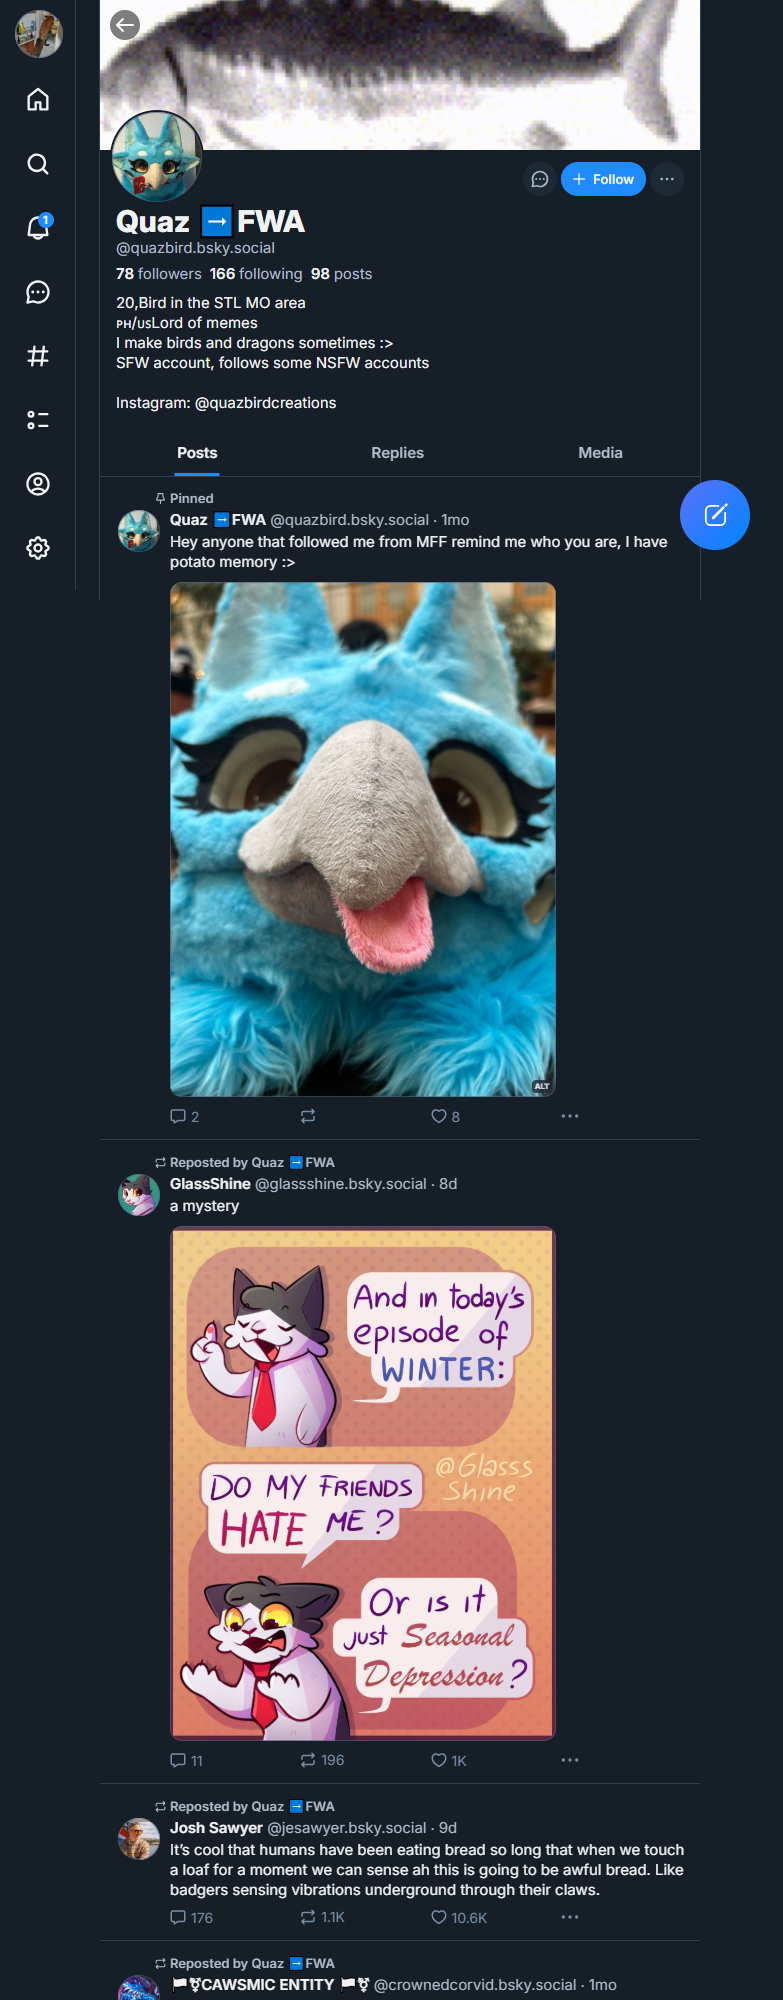 Quaz ➡️FWA
@quazbird.bsky.social
78 followers 166 following 98 posts
Follow
20,Bird in the STL MO area
ᴘʜ/ᴜsLord of memes
I make birds and dragons sometimes :>
SFW account, follows some NSFW accounts
Instagram: @quazbirdcreations
Posts Replies Media
1
Pinned
Quaz ➡️FWA @quazbird.bsky.social · 1mo
Hey anyone that followed me from MFF remind me who you are, I have
potato memory :>
ALT
2 8
Reposted by Quaz ➡️FWA
GlassShine @glassshine.bsky.social · 8d
a mystery
And in today's
episode of
WINTER:
@Glasss
Shine
DO MY FRIENDS
HATE ME?
Or is it
just Seasonal
Depression?
11 196 1K
Reposted by Quaz ➡️FWA
Josh Sawyer @jesawyer.bsky.social · 9d
It's cool that humans have been eating bread so long that when we touch
a loaf for a moment we can sense ah this is going to be awful bread. Like
badgers sensing vibrations underground through their claws.
176 1.1K 10.6K
Reposted by Quaz ➡️FWA
🏳⚧CAWSMIC ENTITY 🏳⚧ @crownedcorvid.bsky.social · 1mo